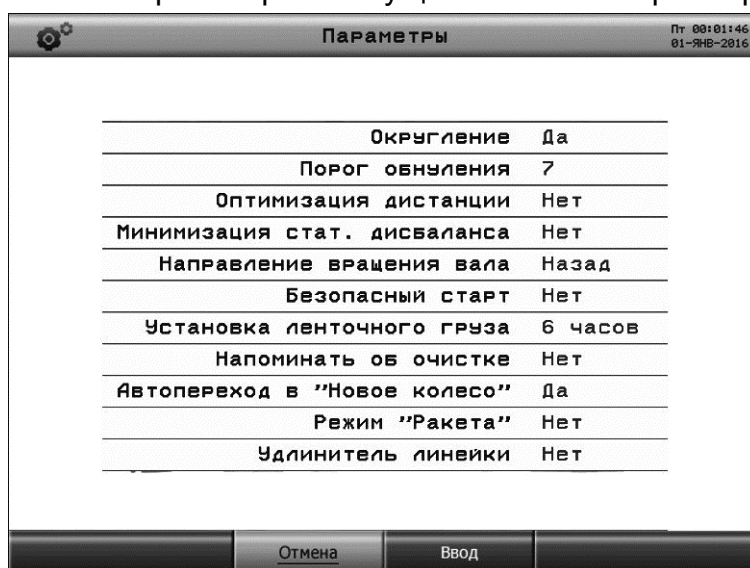 Параметры
Пт 00:01:46
01-ЯНВ-2016
Округление Да
Порог обнуления 7
Оптимизация дистанции Нет
Минимизация стат. дисбаланса Нет
Направление вращения вала Назад
Безопасный старт Нет
Установка ленточного груза 6 часов
Напоминать об очистке Нет
Автопереход в "Новое колесо" Да
Режим "Ракета" Нет
Удлинитель линейки Нет
Отмена Ввод